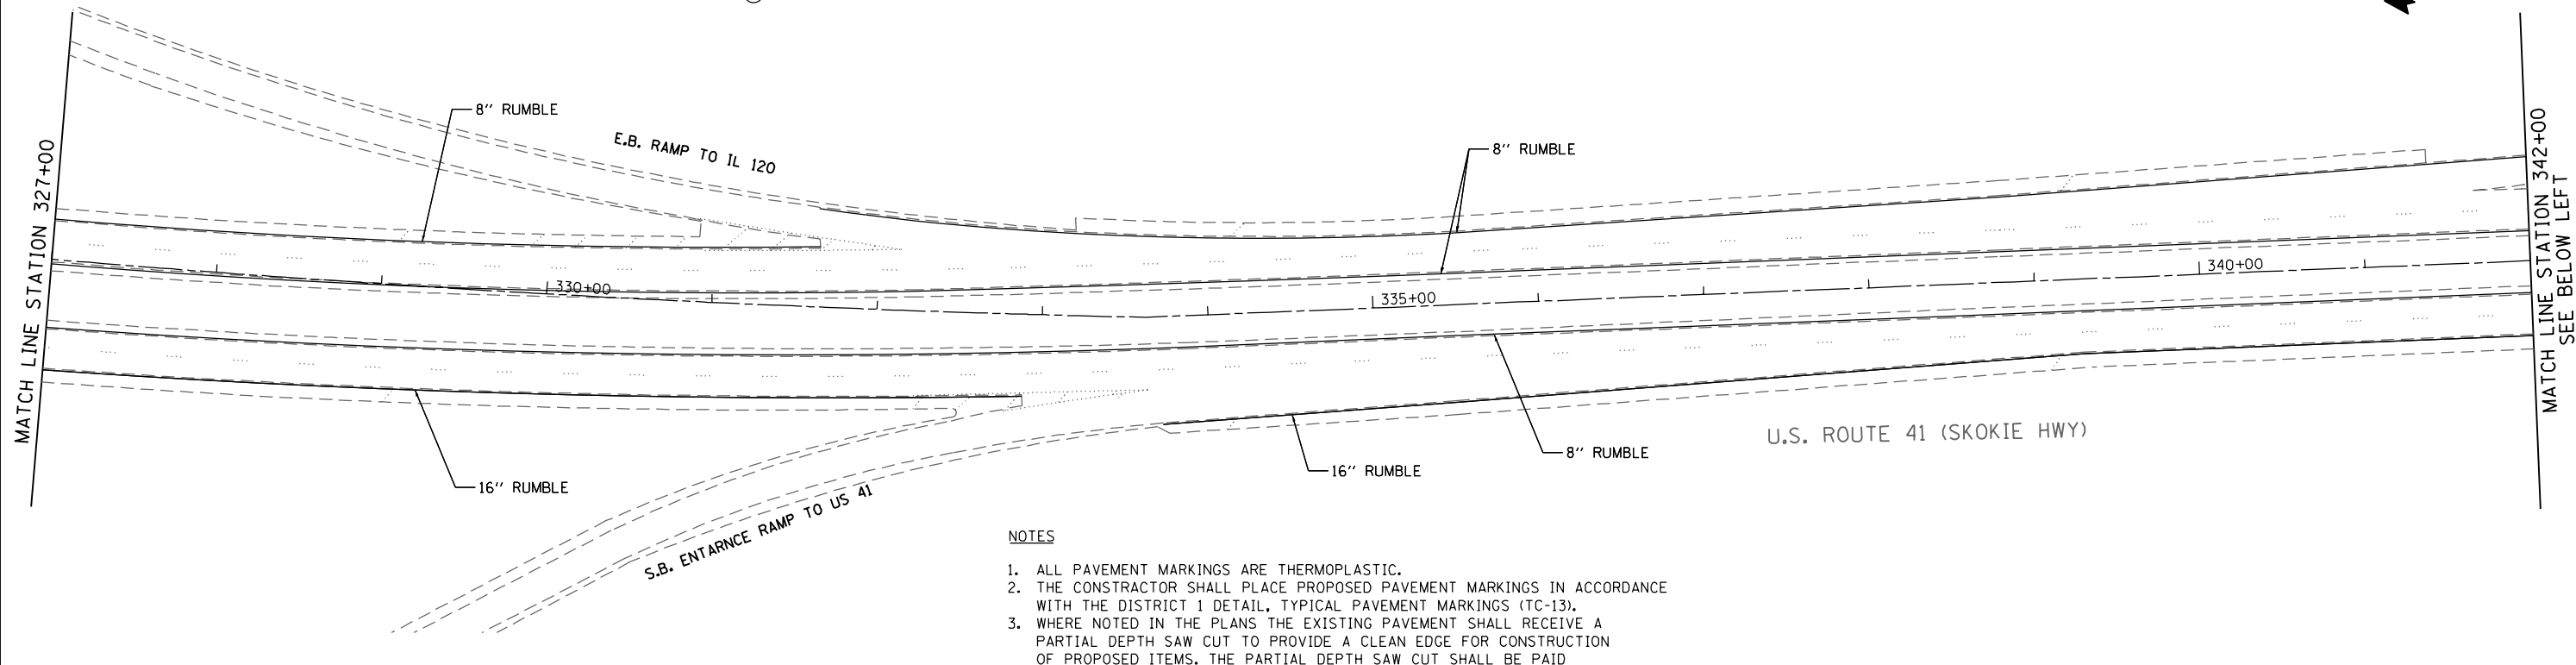 MATCH LINE STATION 327+00
8" RUMBLE
E.B. RAMP TO IL 120
8" RUMBLE
330+00
335+00
340+00
MATCH LINE STATION 342+00
SEE BELOW LEFT
16" RUMBLE
S.B. ENTARNCE RAMP TO US 41
16" RUMBLE
8" RUMBLE
U.S. ROUTE 41 (SKOKIE HWY)
NOTES
1. ALL PAVEMENT MARKINGS ARE THERMOPLASTIC.
2. THE CONSTRACTOR SHALL PLACE PROPOSED PAVEMENT MARKINGS IN ACCORDANCE
WITH THE DISTRICT 1 DETAIL, TYPICAL PAVEMENT MARKINGS (TC-13).
3. WHERE NOTED IN THE PLANS THE EXISTING PAVEMENT SHALL RECEIVE A
PARTIAL DEPTH SAW CUT TO PROVIDE A CLEAN EDGE FOR CONSTRUCTION
OF PROPOSED ITEMS. THE PARTIAL DEPTH SAW CUT SHALL BE PAID